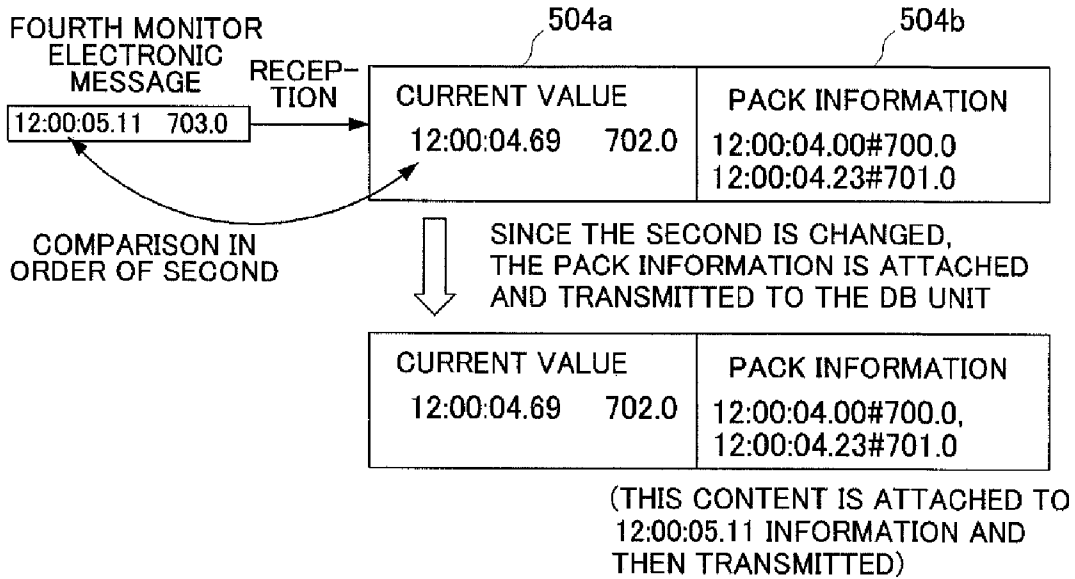 504a
504b
FOURTH MONITOR
ELECTRONIC
MESSAGE
RECEP-
TION
12:00:05.11 703.0
CURRENT VALUE
12:00:04.69 702.0
PACK INFORMATION
12:00:04.00#700.0
12:00:04.23#701.0
COMPARISON IN
ORDER OF SECOND
SINCE THE SECOND IS CHANGED,
THE PACK INFORMATION IS ATTACHED
AND TRANSMITTED TO THE DB UNIT
CURRENT VALUE
12:00:04.69 702.0
PACK INFORMATION
12:00:04.00#700.0,
12:00:04.23#701.0
(THIS CONTENT IS ATTACHED TO
12:00:05.11 INFORMATION AND
THEN TRANSMITTED)